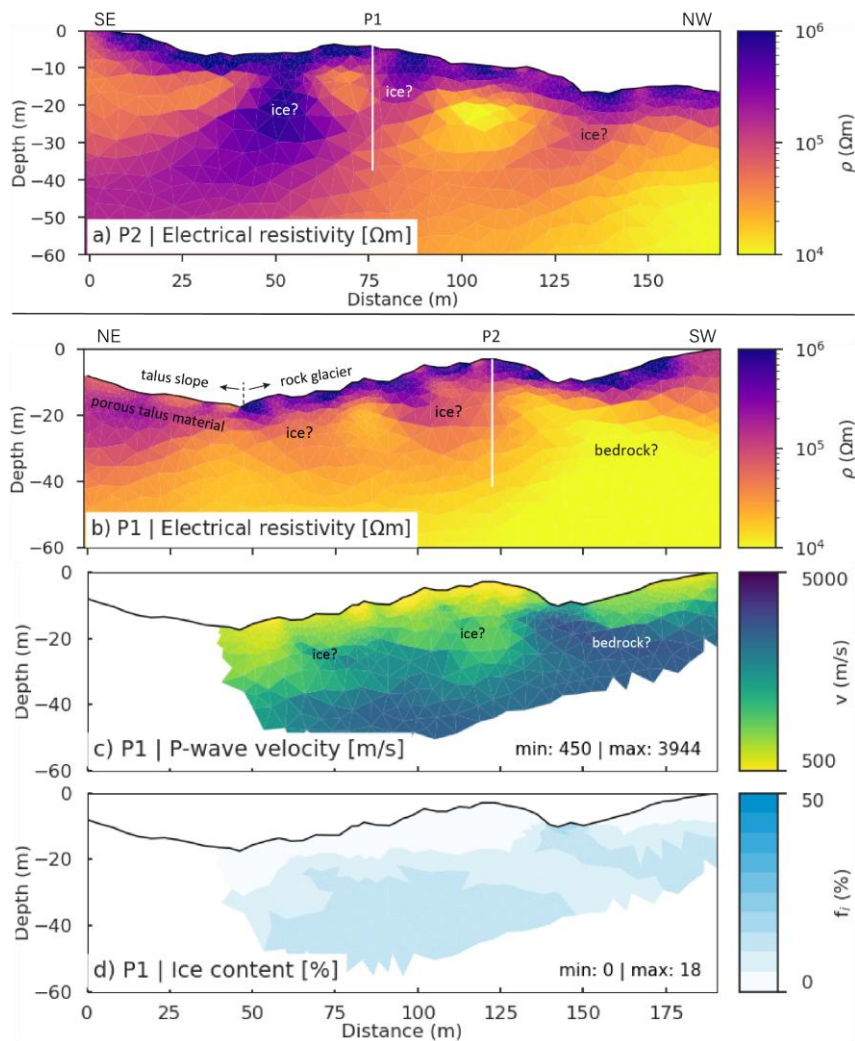 SE P1 NW
0
−10
−20
−30
−40
−50
−60
Depth (m)
ice?
ice?
ice?
a) P2 | Electrical resistivity [Ωm]
0 25 50 75 100 125 150
Distance (m)
10⁶
10⁵
10⁴
ρ (Ωm)
NE P2 SW
0
−20
−40
−60
Depth (m)
talus slope rock glacier
porous talus material
ice?
ice?
bedrock?
b) P1 | Electrical resistivity [Ωm]
10⁶
10⁵
10⁴
ρ (Ωm)
0
−20
−40
−60
Depth (m)
ice?
ice?
bedrock?
c) P1 | P-wave velocity [m/s] min: 450 | max: 3944
5000
500
v (m/s)
0
−20
−40
−60
Depth (m)
d) P1 | Ice content [%] min: 0 | max: 18
50
0
fᵢ (%)
0 25 50 75 100 125 150 175
Distance (m)